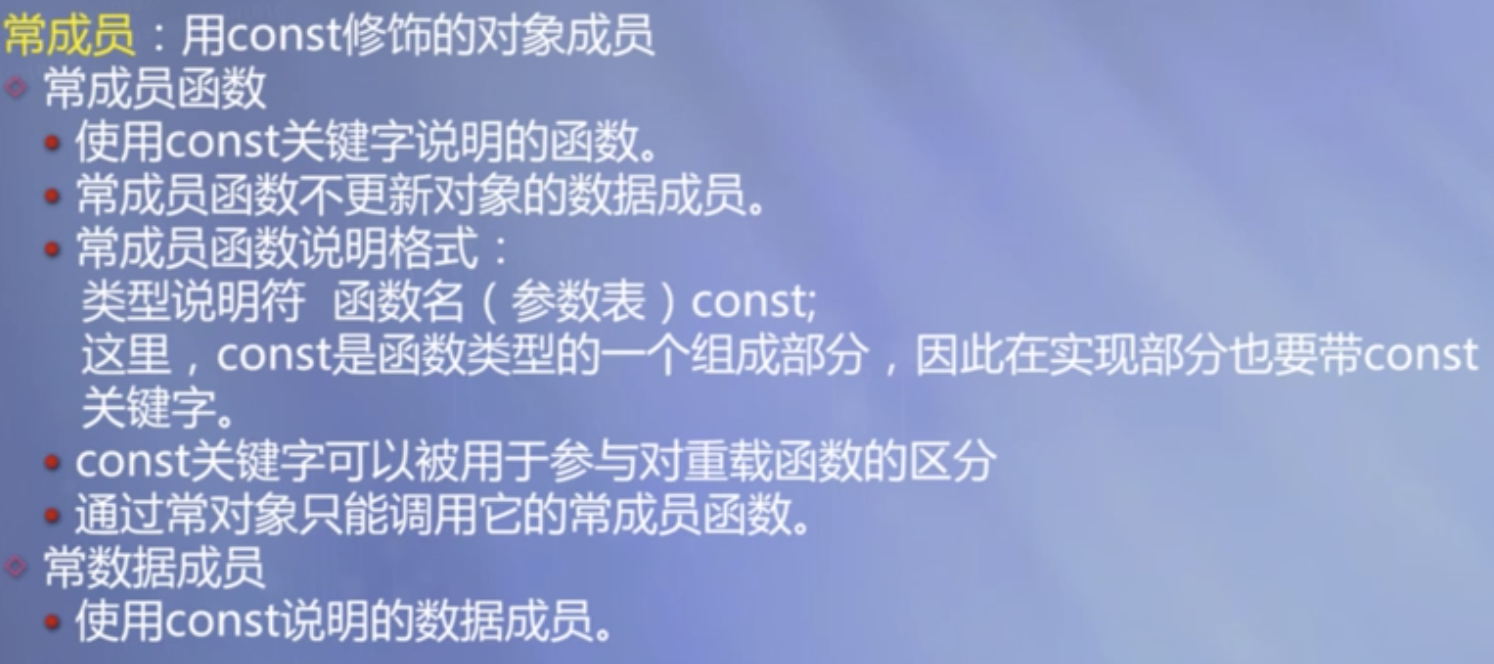 常成员：用const修饰的对象成员
常成员函数
使用const关键字说明的函数。
常成员函数不更新对象的数据成员。
常成员函数说明格式：
类型说明符 函数名（参数表）const;
这里，const是函数类型的一个组成部分，因此在实现部分也要带const
关键字。
const关键字可以被用于参与对重载函数的区分
通过常对象只能调用它的常成员函数。
常数据成员
使用const说明的数据成员。